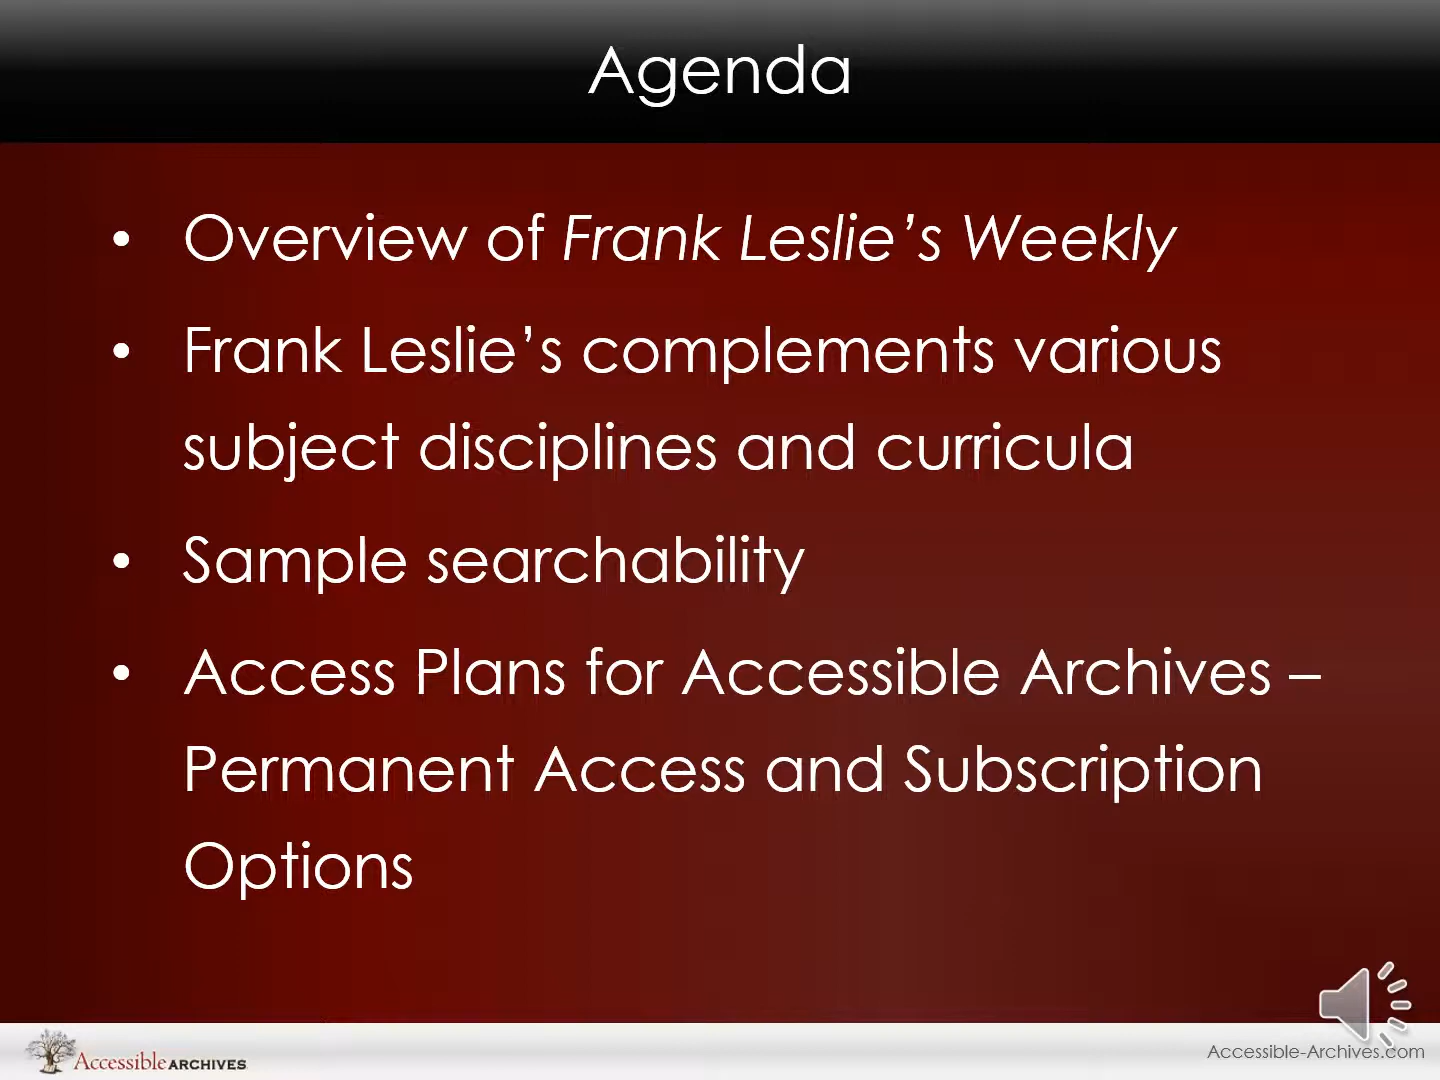 Agenda
• Overview of Frank Leslie’s Weekly
• Frank Leslie’s complements various
subject disciplines and curricula
• Sample searchability
• Access Plans for Accessible Archives –
Permanent Access and Subscription
Options
Accessible ARCHIVES
Accessible-Archives.com